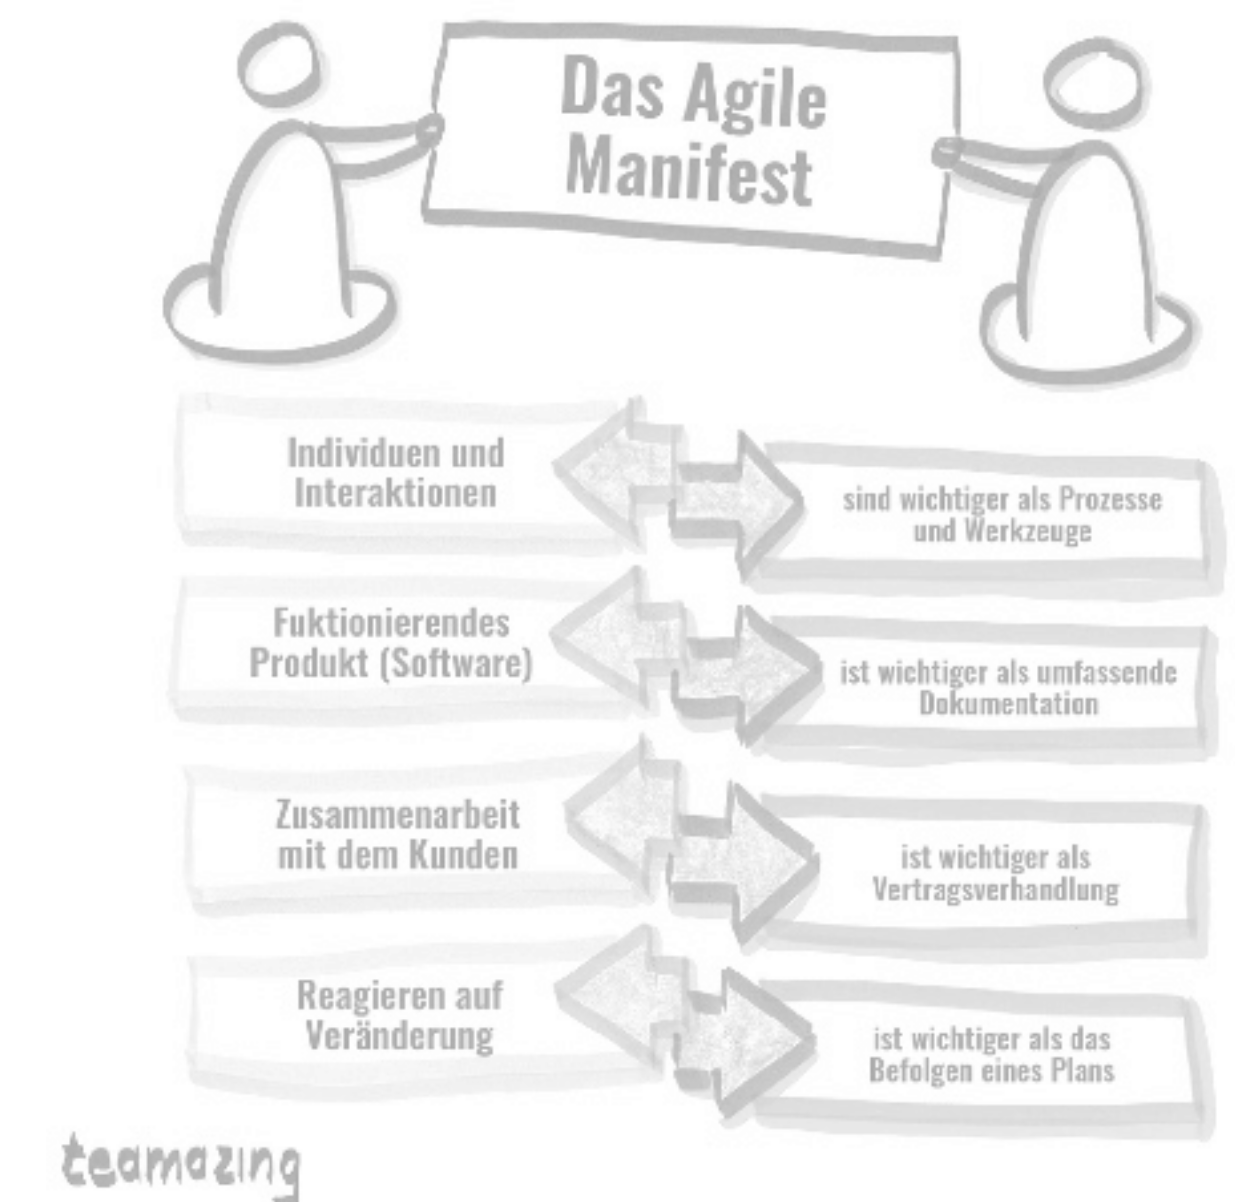 Das Agile
Manifest
Individuen und
Interaktionen
sind wichtiger als Prozesse
und Werkzeuge
Fuktionierendes
Produkt (Software)
ist wichtiger als umfassende
Dokumentation
Zusammenarbeit
mit dem Kunden
ist wichtiger als
Vertragsverhandlung
Reagieren auf
Veränderung
ist wichtiger als das
Befolgen eines Plans
teamazing